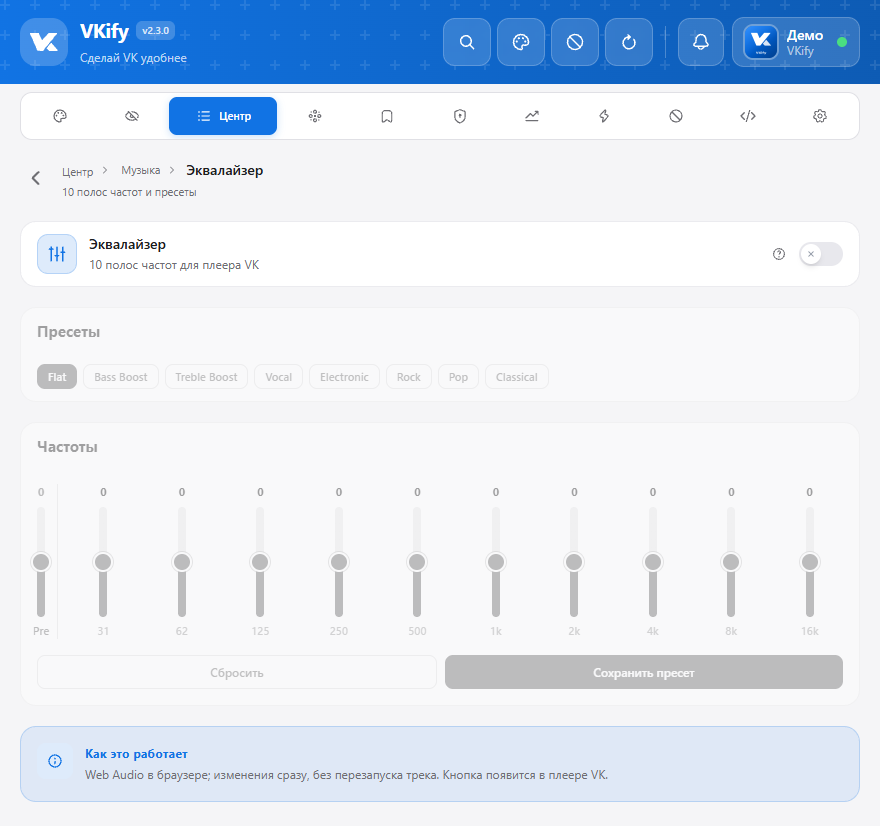 VKify v2.3.0
Сделай VK удобнее
Демо
VKify
Центр
Центр > Музыка > Эквалайзер
10 полос частот и пресеты
Эквалайзер
10 полос частот для плеера VK
Пресеты
Flat Bass Boost Treble Boost Vocal Electronic Rock Pop Classical
Частоты
0 0 0 0 0 0 0 0 0 0 0
Pre 31 62 125 250 500 1k 2k 4k 8k 16k
Сбросить Сохранить пресет
Как это работает
Web Audio в браузере; изменения сразу, без перезапуска трека. Кнопка появится в плеере VK.